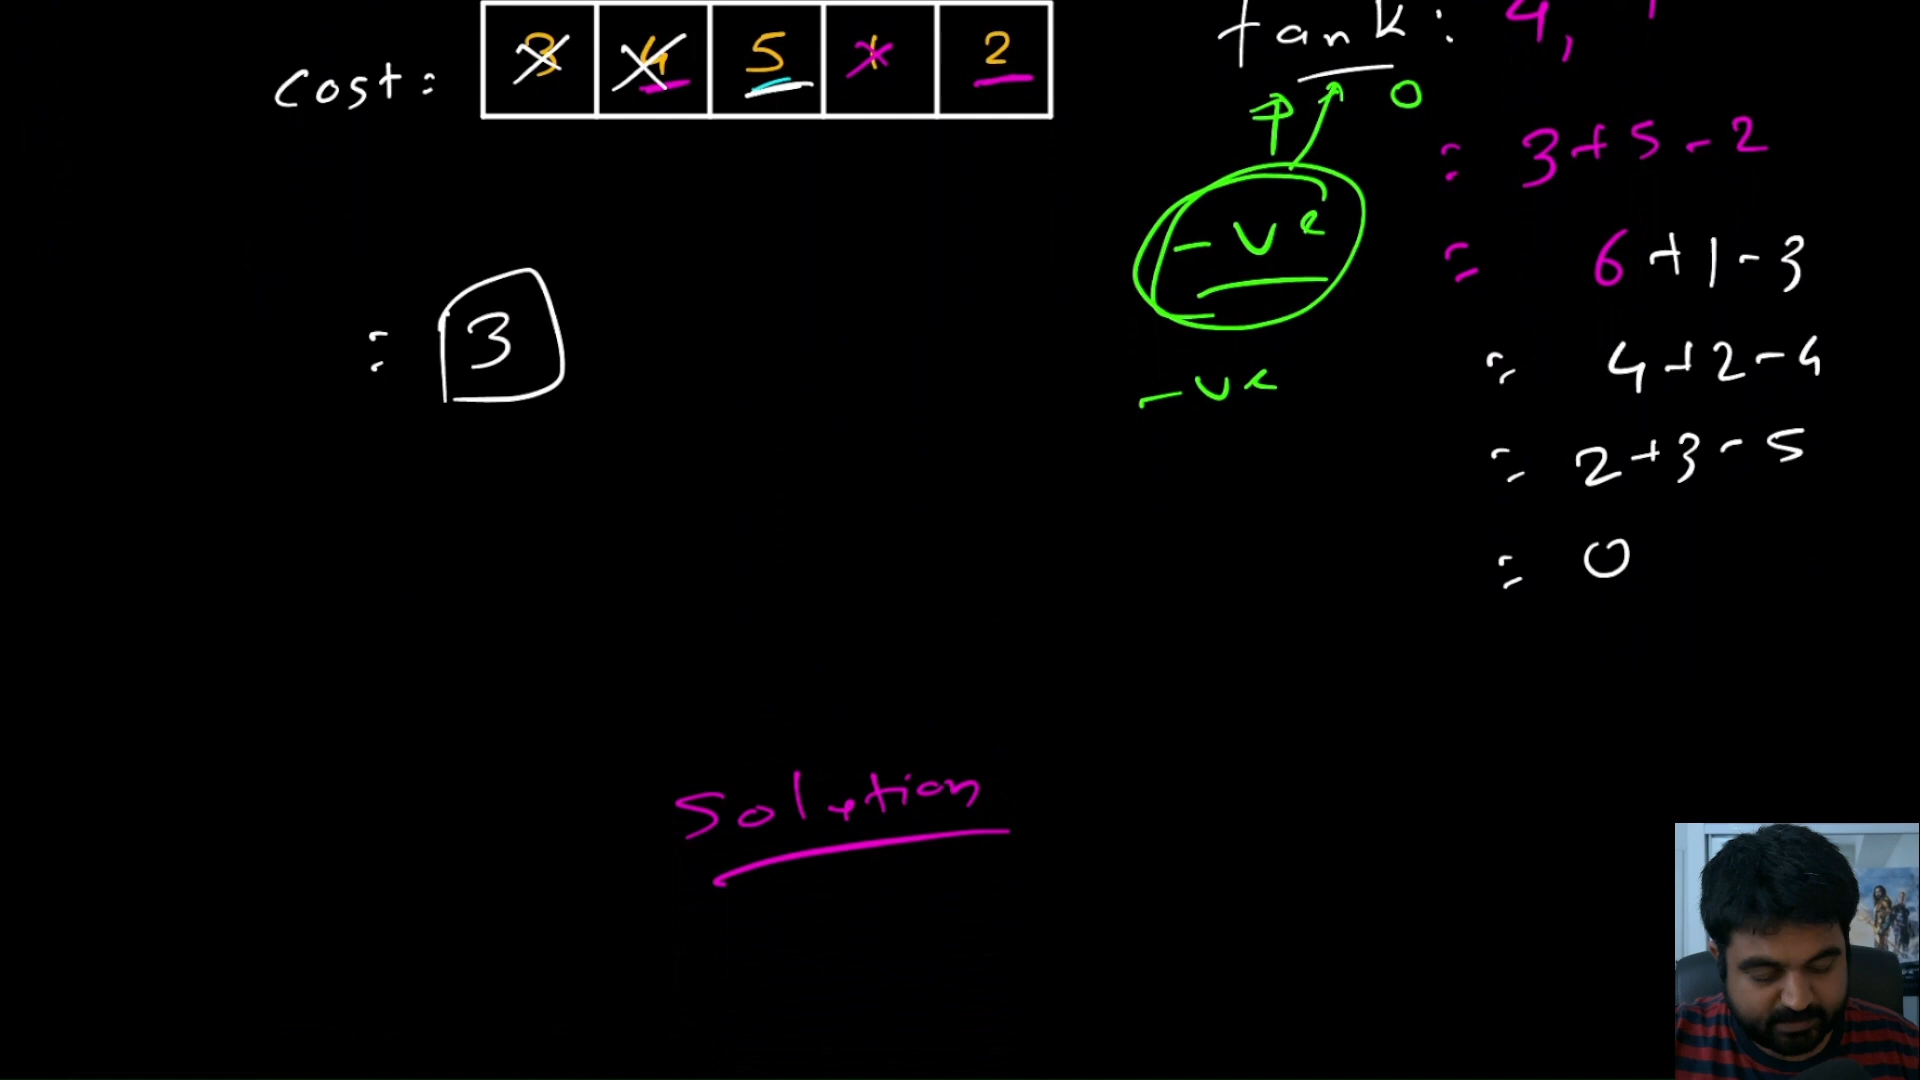 cost: 3 4 5 1 2
tank: 4,
0
= 3+5-2
-ve
= 6+1-3
= 3
= 4+2-4
-ve
= 2+3-5
= 0
Solution